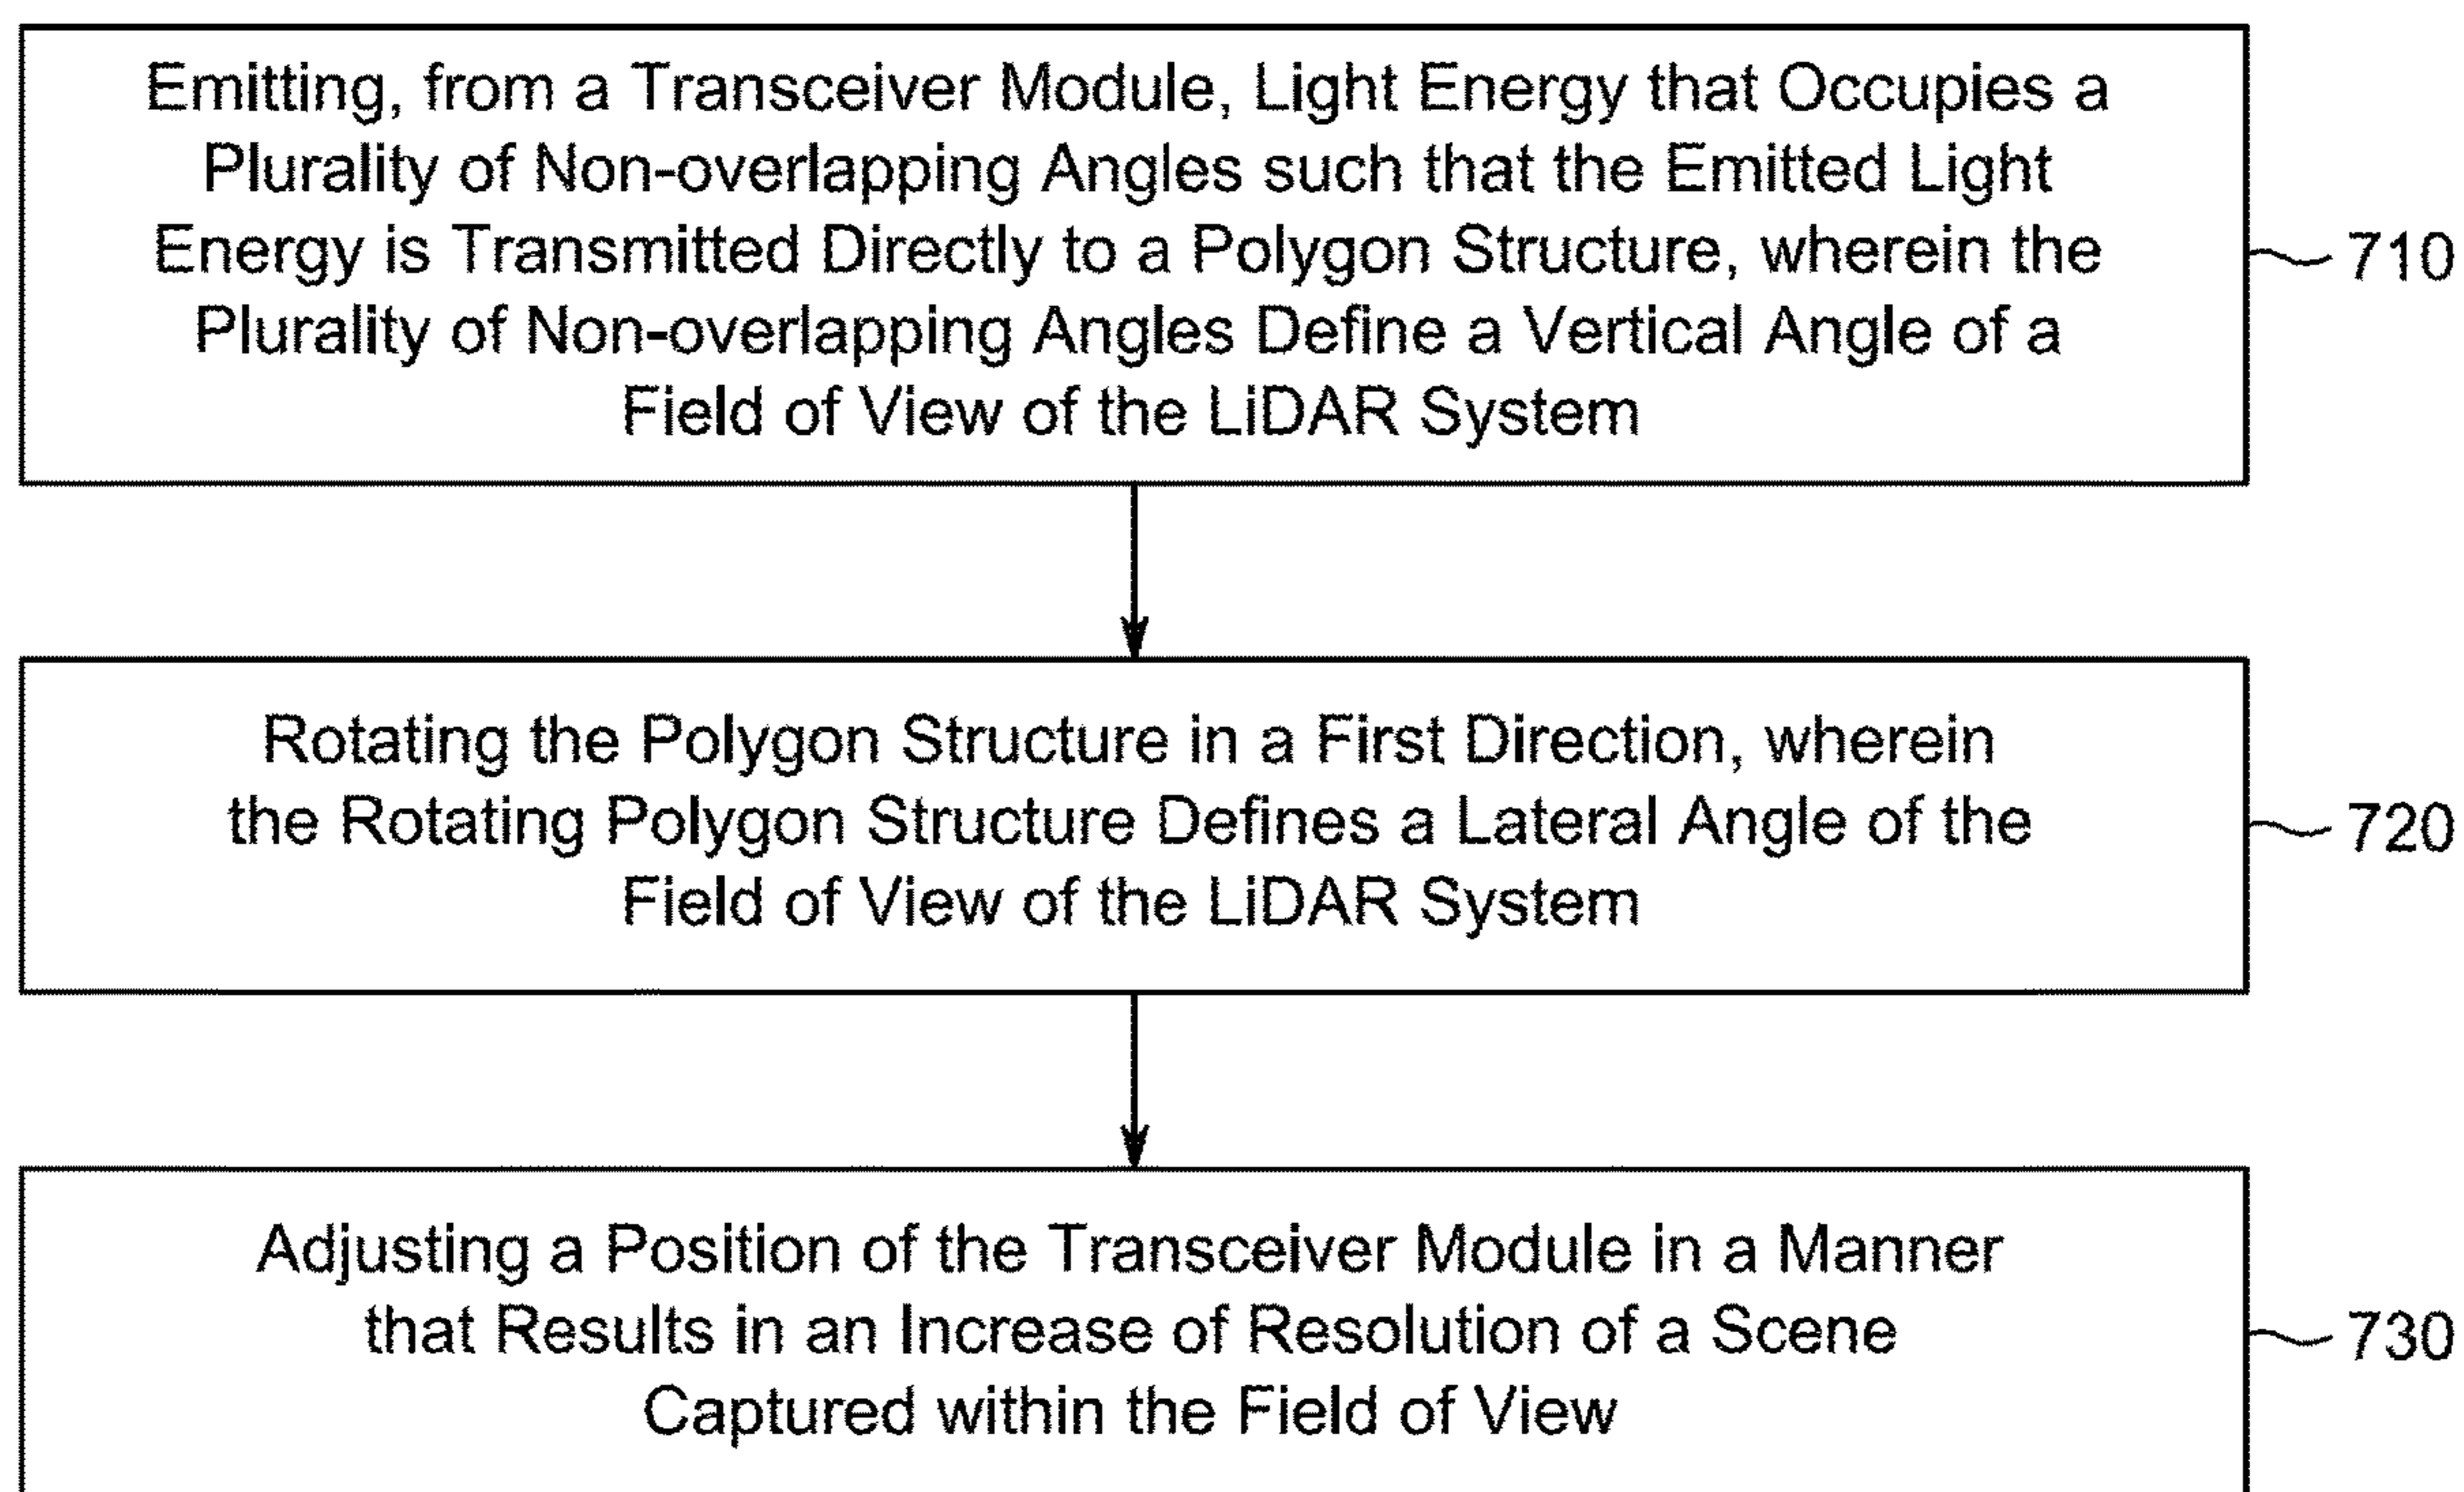 Emitting, from a Transceiver Module, Light Energy that Occupies a
Plurality of Non-overlapping Angles such that the Emitted Light
Energy is Transmitted Directly to a Polygon Structure, wherein the
Plurality of Non-overlapping Angles Define a Vertical Angle of a
Field of View of the LiDAR System
710
Rotating the Polygon Structure in a First Direction, wherein
the Rotating Polygon Structure Defines a Lateral Angle of the
Field of View of the LiDAR System
720
Adjusting a Position of the Transceiver Module in a Manner
that Results in an Increase of Resolution of a Scene
Captured within the Field of View
730